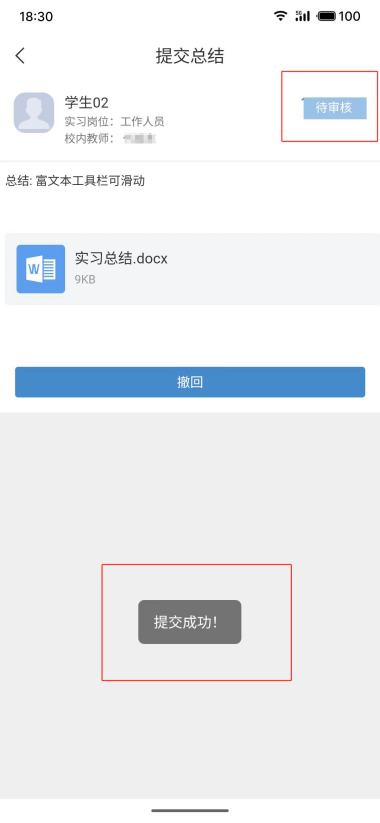 18:30
5G
100
提交总结
学生02
待审核
实习岗位：工作人员
校内教师：
总结: 富文本工具栏可滑动
W
实习总结.docx
9KB
撤回
提交成功！